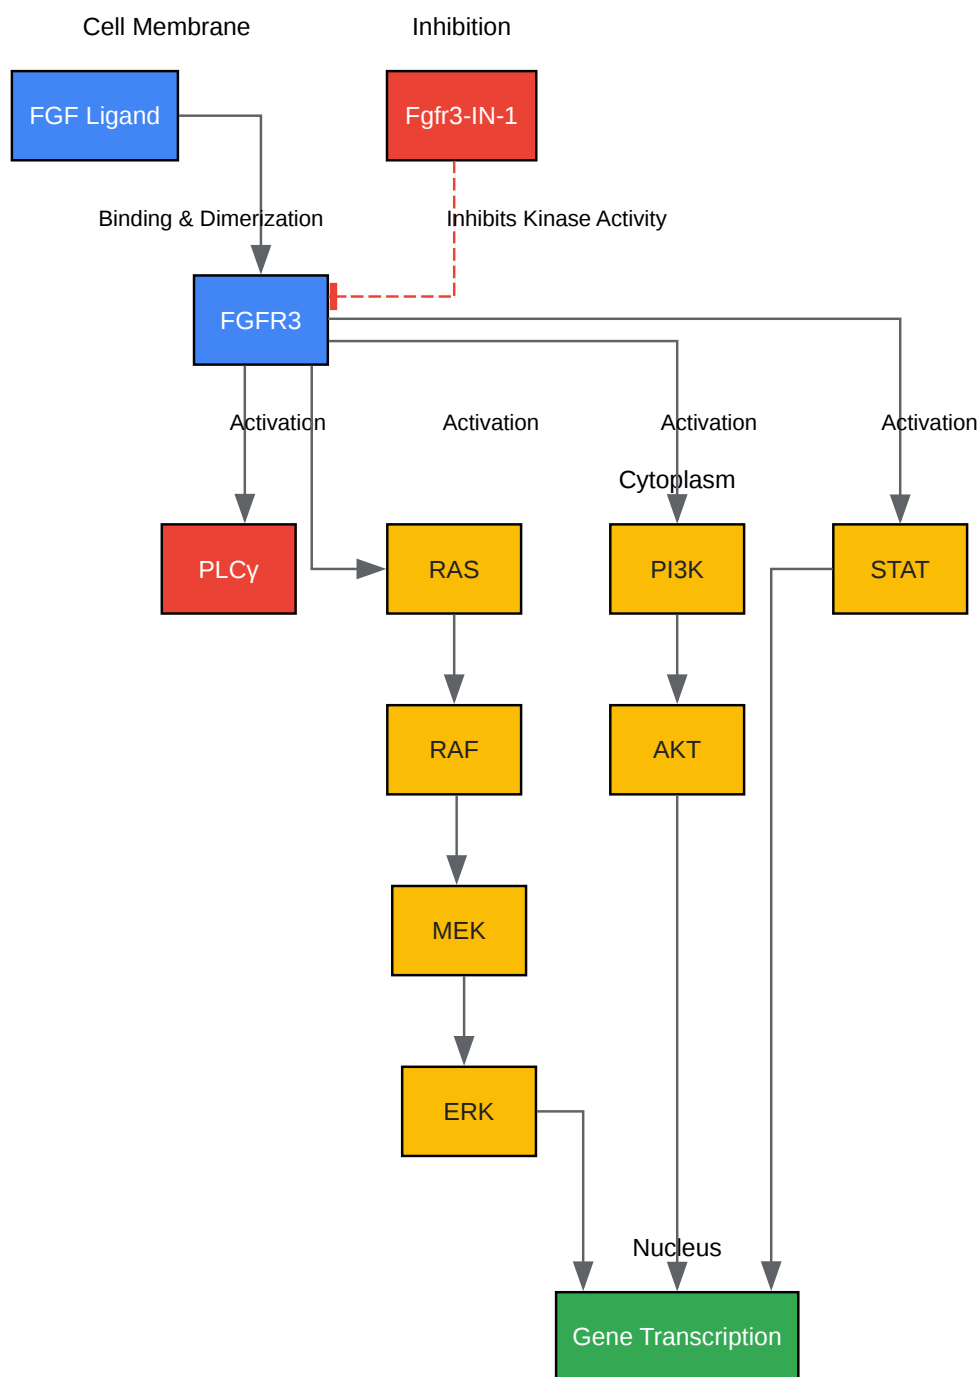 Cell Membrane
Inhibition
FGF Ligand
Fgfr3-IN-1
Binding & Dimerization
Inhibits Kinase Activity
FGFR3
Activation
Activation
Activation
Activation
Cytoplasm
PLCγ
RAS
PI3K
STAT
RAF
AKT
MEK
ERK
Nucleus
Gene Transcription